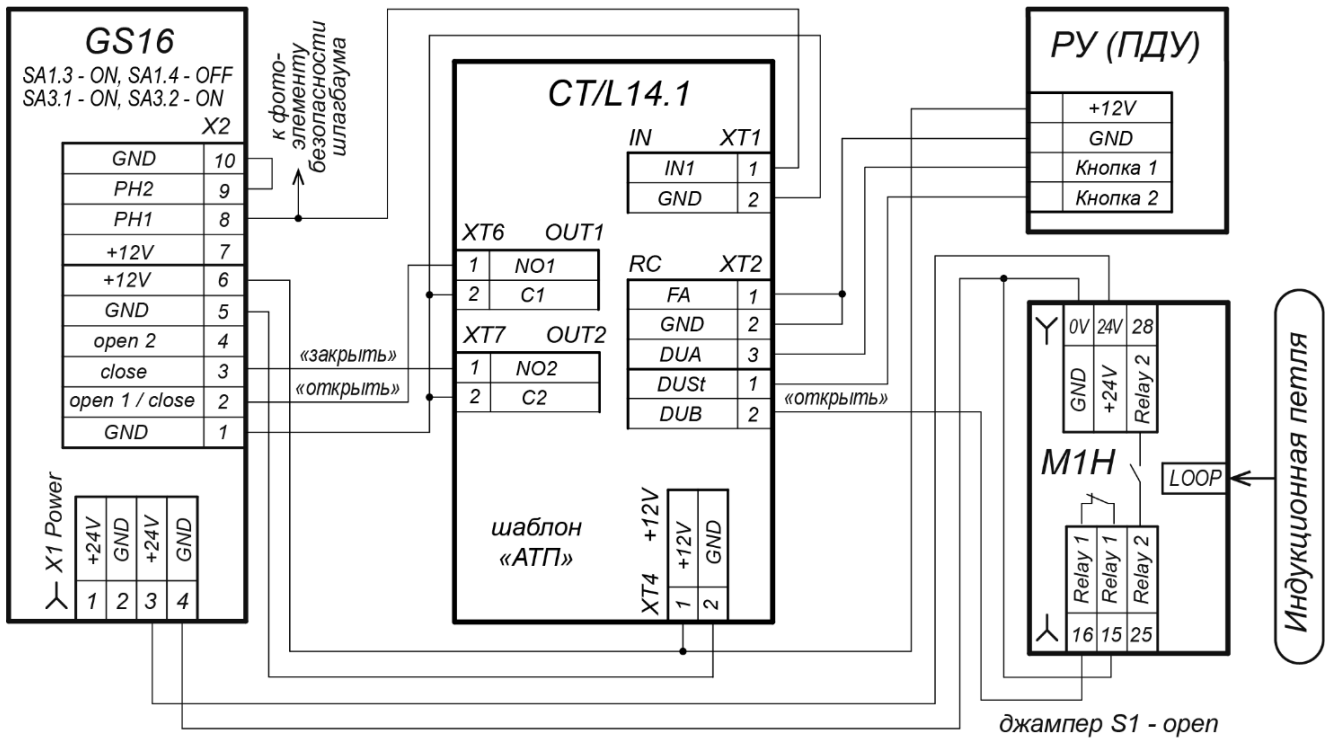 GS16
SA1.3 - ON, SA1.4 - OFF
SA3.1 - ON, SA3.2 - ON
X2
GND 10
PH2 9
PH1 8
+12V 7
+12V 6
GND 5
open 2 4
close 3
open 1 / close 2
GND 1
X1 Power
+24V GND +24V GND
1 2 3 4
к фото-
элементу
безопасности
шлагбаума
«закрыть»
«открыть»
CT/L14.1
IN XT1
IN1 1
GND 2
XT6 OUT1
1 NO1
2 C1
XT7 OUT2
1 NO2
2 C2
RC XT2
FA 1
GND 2
DUA 3
DUSt 1
DUB 2
«открыть»
шаблон
«АТП»
XT4 +12V
+12V GND
1 2
РУ (ПДУ)
+12V
GND
Кнопка 1
Кнопка 2
0V 24V 28
GND +24V Relay 2
M1H
LOOP
Relay 1 Relay 1 Relay 2
16 15 25
Индукционная петля
джампер S1 - open